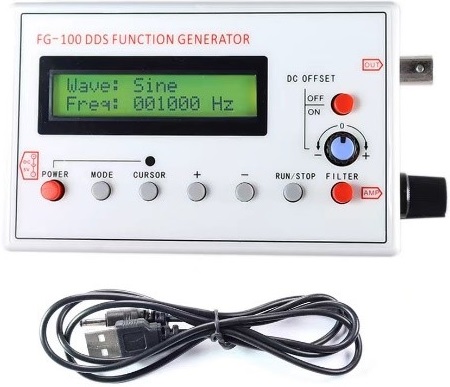 FG-100 DDS FUNCTION GENERATOR
OUT
Wave: Sine
Freq: 001000 Hz
DC OFFSET
OFF
ON
0
- +
POWER MODE CURSOR + - RUN/STOP FILTER
AMP